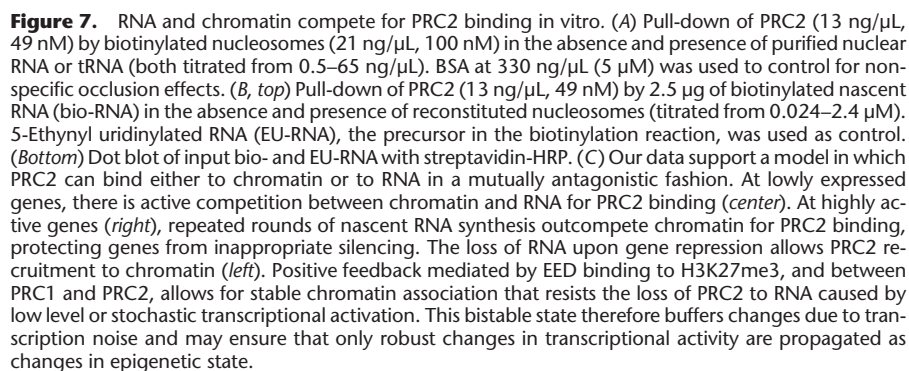 Figure 7. RNA and chromatin compete for PRC2 binding in vitro. (A) Pull-down of PRC2 (13 ng/µL,
49 nM) by biotinylated nucleosomes (21 ng/µL, 100 nM) in the absence and presence of purified nuclear
RNA or tRNA (both titrated from 0.5–65 ng/µL). BSA at 330 ng/µL (5 µM) was used to control for non-
specific occlusion effects. (B, top) Pull-down of PRC2 (13 ng/µL, 49 nM) by 2.5 µg of biotinylated nascent
RNA (bio-RNA) in the absence and presence of reconstituted nucleosomes (titrated from 0.024–2.4 µM).
5-Ethynyl uridinylated RNA (EU-RNA), the precursor in the biotinylation reaction, was used as control.
(Bottom) Dot blot of input bio- and EU-RNA with streptavidin-HRP. (C) Our data support a model in which
PRC2 can bind either to chromatin or to RNA in a mutually antagonistic fashion. At lowly expressed
genes, there is active competition between chromatin and RNA for PRC2 binding (center). At highly ac-
tive genes (right), repeated rounds of nascent RNA synthesis outcompete chromatin for PRC2 binding,
protecting genes from inappropriate silencing. The loss of RNA upon gene repression allows PRC2 re-
cruitment to chromatin (left). Positive feedback mediated by EED binding to H3K27me3, and between
PRC1 and PRC2, allows for stable chromatin association that resists the loss of PRC2 to RNA caused by
low level or stochastic transcriptional activation. This bistable state therefore buffers changes due to tran-
scription noise and may ensure that only robust changes in transcriptional activity are propagated as
changes in epigenetic state.